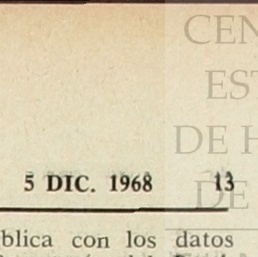 CEN
EST
DE H
5 DIC. 1968 13
DE
blica con los datos